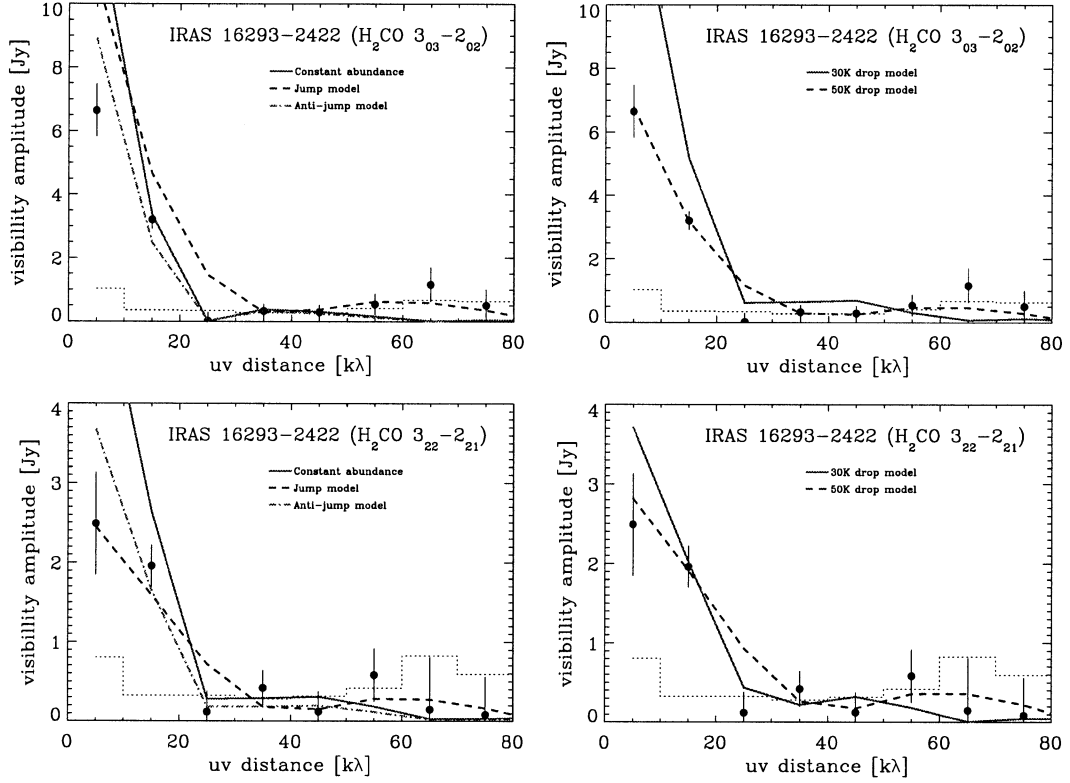 IRAS 16293−2422 (H₂CO 3₀₃−2₀₂)
Constant abundance
Jump model
Anti-jump model
visibillity amplitude [Jy]
10
8
6
4
2
0
0 20 40 60 80
uv distance [kλ]
IRAS 16293−2422 (H₂CO 3₀₃−2₀₂)
30K drop model
50K drop model
visibillity amplitude [Jy]
10
8
6
4
2
0
0 20 40 60 80
uv distance [kλ]
IRAS 16293−2422 (H₂CO 3₂₂−2₂₁)
Constant abundance
Jump model
Anti-jump model
visibillity amplitude [Jy]
4
3
2
1
0
0 20 40 60 80
uv distance [kλ]
IRAS 16293−2422 (H₂CO 3₂₂−2₂₁)
30K drop model
50K drop model
visibillity amplitude [Jy]
4
3
2
1
0
0 20 40 60 80
uv distance [kλ]